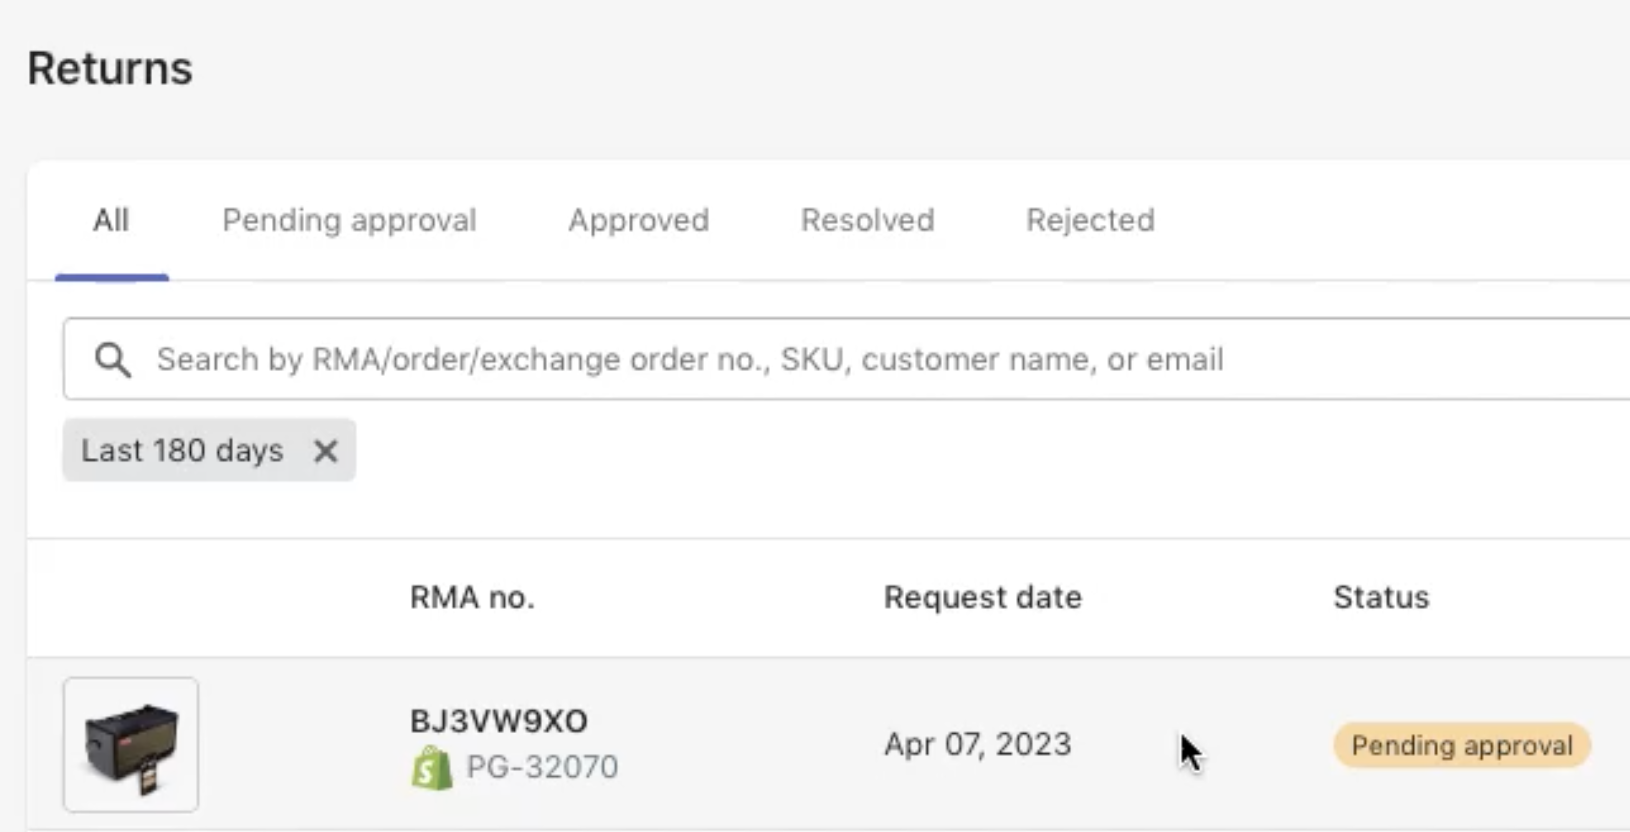 Returns
All Pending approval Approved Resolved Rejected
Search by RMA/order/exchange order no., SKU, customer name, or email
Last 180 days
RMA no. Request date Status
BJ3VW9XO
PG-32070
Apr 07, 2023
Pending approval